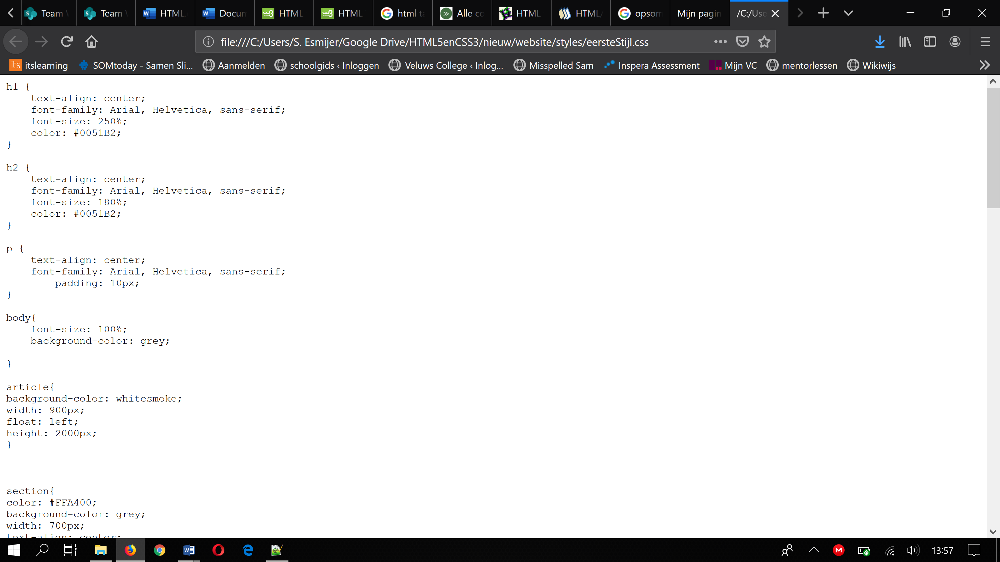 Team
Team
HTML.
Docum
HTML
HTML
html ta
Alle co
HTML
HTML/
opsom
Mijn pagin
/C:/Use
file:///C:/Users/S. Esmijer/Google Drive/HTML5enCSS3/nieuw/website/styles/eersteStijl.css
its itslearning
SOMtoday - Samen Sli...
Aanmelden
schoolgids ‹ Inloggen
Veluws College ‹ Inlog...
Misspelled Sam
Inspera Assessment
Mijn VC
mentorlessen
Wikiwijs
h1 {
text-align: center;
font-family: Arial, Helvetica, sans-serif;
font-size: 250%;
color: #0051B2;
}
h2 {
text-align: center;
font-family: Arial, Helvetica, sans-serif;
font-size: 180%;
color: #0051B2;
}
p {
text-align: center;
font-family: Arial, Helvetica, sans-serif;
padding: 10px;
}
body{
font-size: 100%;
background-color: grey;
}
article{
background-color: whitesmoke;
width: 900px;
float: left;
height: 2000px;
}
section{
color: #FFA400;
background-color: grey;
width: 700px;
text-align: center;
13:57